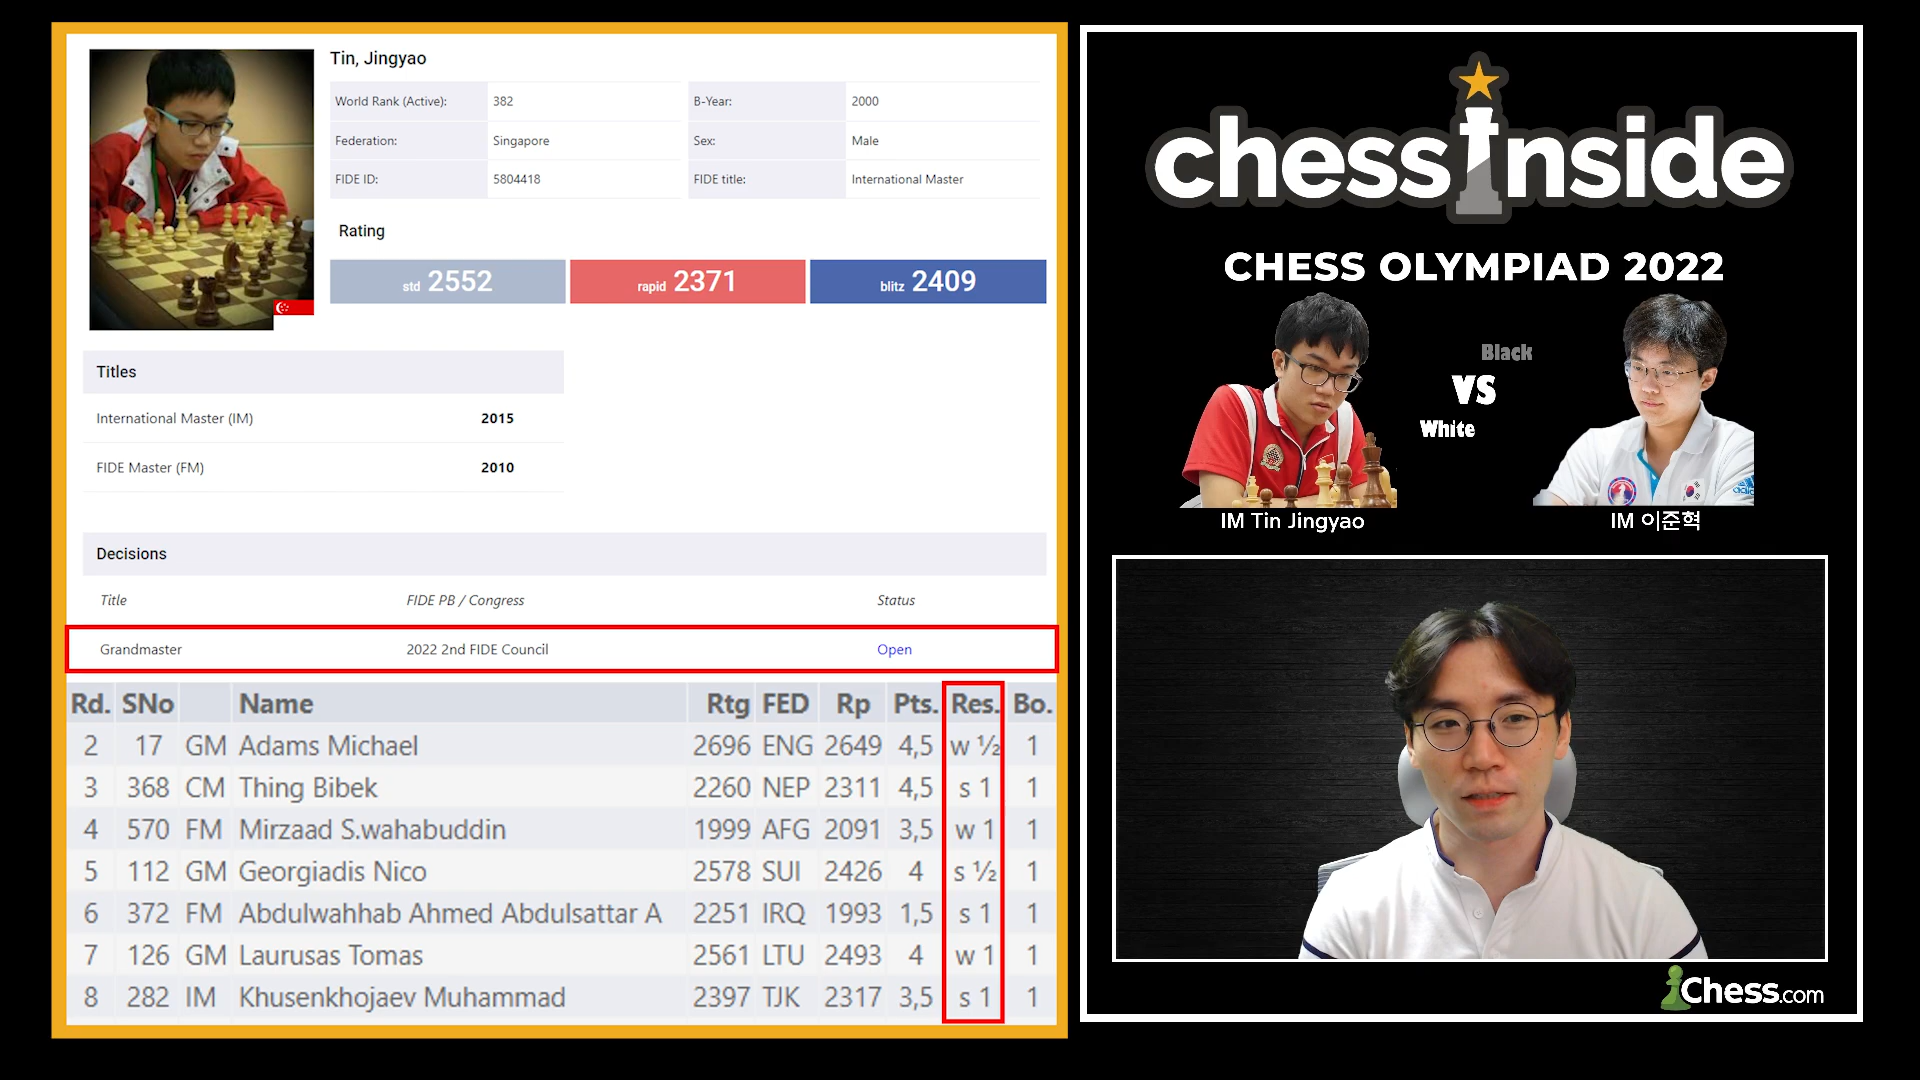 Tin, Jingyao
World Rank (Active): 382 B-Year: 2000
Federation: Singapore Sex: Male
FIDE ID: 5804418 FIDE title: International Master
Rating
std 2552 rapid 2371 blitz 2409
Titles
International Master (IM) 2015
FIDE Master (FM) 2010
Decisions
Title FIDE PB / Congress Status
Grandmaster 2022 2nd FIDE Council Open
Rd. SNo Name Rtg FED Rp Pts. Res. Bo.
2 17 GM Adams Michael 2696 ENG 2649 4,5 w ½ 1
3 368 CM Thing Bibek 2260 NEP 2311 4,5 s 1 1
4 570 FM Mirzaad S.wahabuddin 1999 AFG 2091 3,5 w 1 1
5 112 GM Georgiadis Nico 2578 SUI 2426 4 s ½ 1
6 372 FM Abdulwahhab Ahmed Abdulsattar A 2251 IRQ 1993 1,5 s 1 1
7 126 GM Laurusas Tomas 2561 LTU 2493 4 w 1 1
8 282 IM Khusenkhojaev Muhammad 2397 TJK 2317 3,5 s 1 1
chessInside
CHESS OLYMPIAD 2022
Black
VS
White
IM Tin Jingyao
IM 이준혁
Chess.com